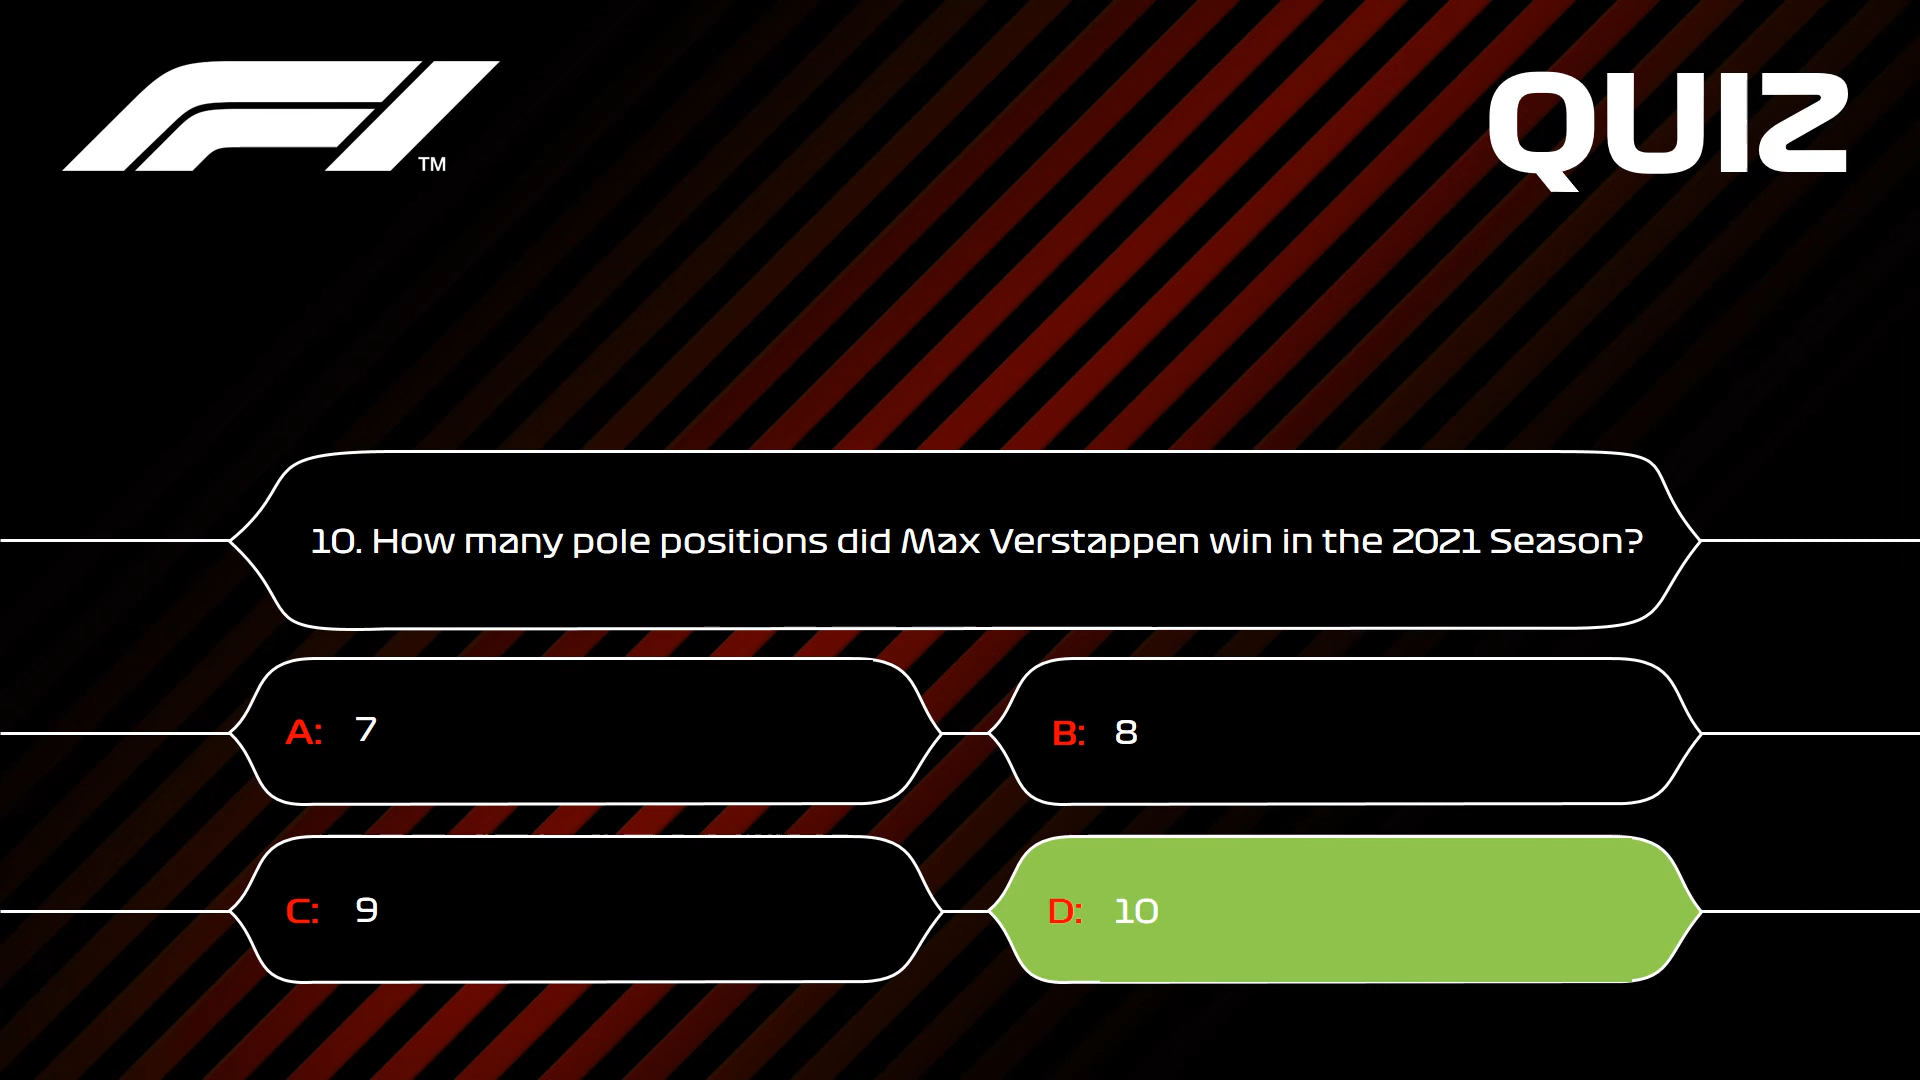 F1 TM
QUIZ
10. How many pole positions did Max Verstappen win in the 2021 Season?
A: 7
B: 8
C: 9
D: 10